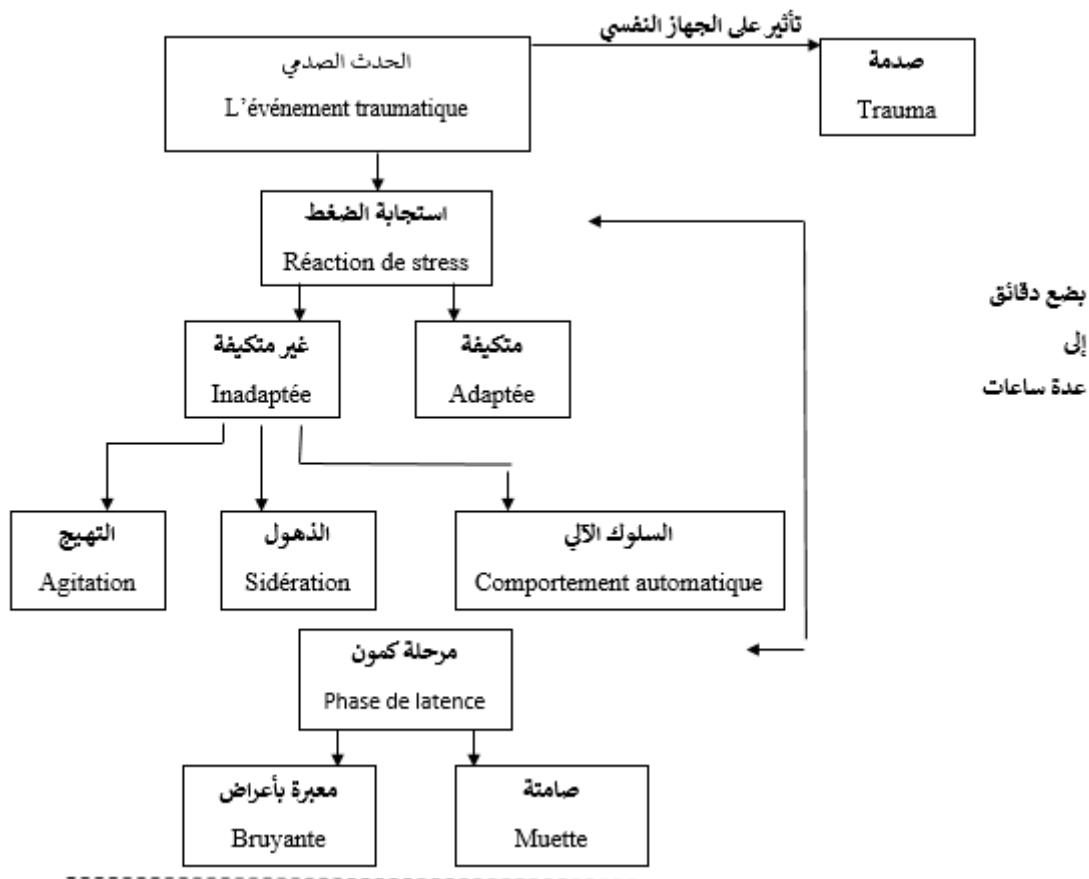 تأثير على الجهاز النفسي
الحدث الصدمي
L’événement traumatique
صدمة
Trauma
استجابة الضغط
Réaction de stress
بضع دقائق
إلى
عدة ساعات
غير متكيفة
Inadaptée
متكيفة
Adaptée
التهيج
Agitation
الذهول
Sidération
السلوك الآلي
Comportement automatique
مرحلة كمون
Phase de latence
معبرة بأعراض
Bruyante
صامتة
Muette